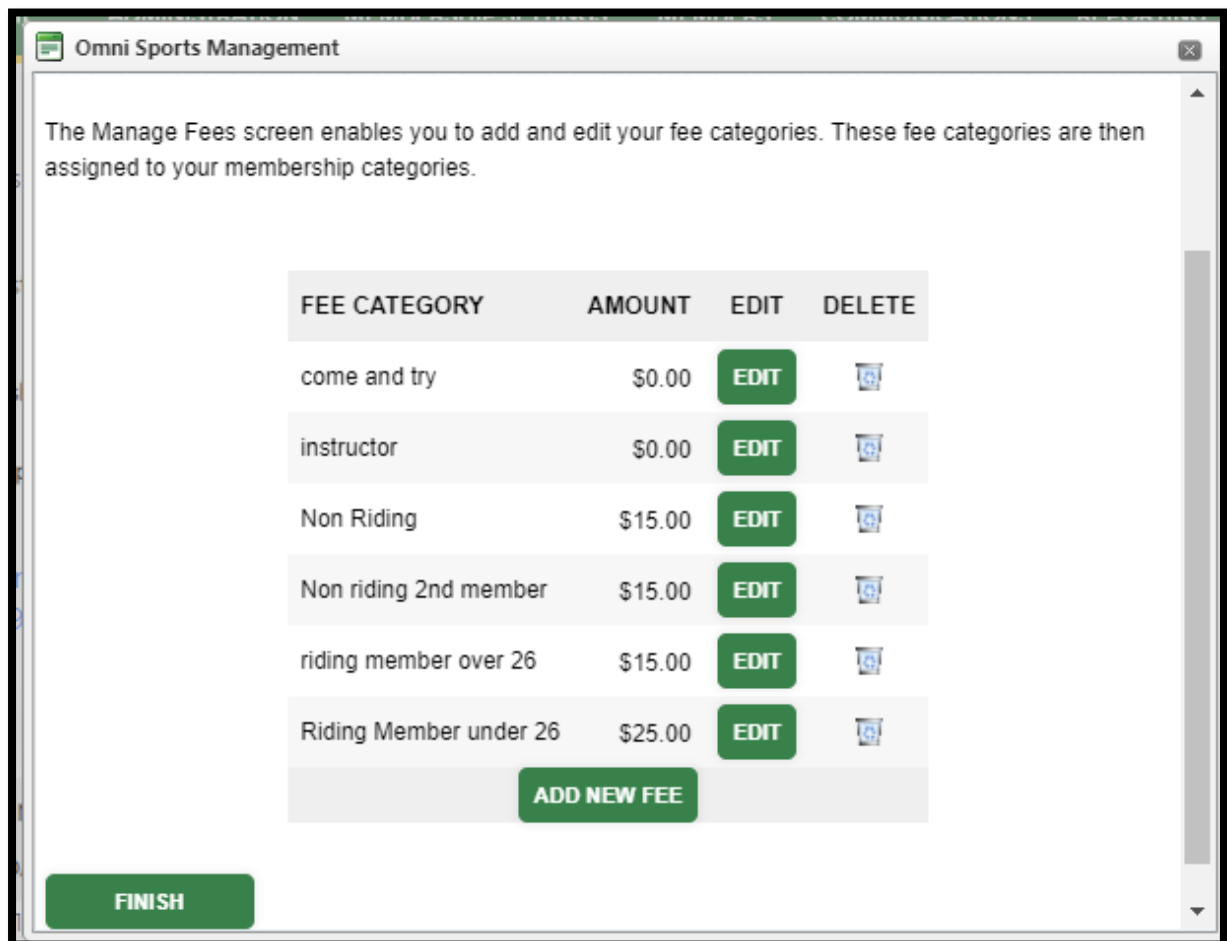 Omni Sports Management
The Manage Fees screen enables you to add and edit your fee categories. These fee categories are then
assigned to your membership categories.
FEE CATEGORY AMOUNT EDIT DELETE
come and try $0.00 EDIT
instructor $0.00 EDIT
Non Riding $15.00 EDIT
Non riding 2nd member $15.00 EDIT
riding member over 26 $15.00 EDIT
Riding Member under 26 $25.00 EDIT
ADD NEW FEE
FINISH